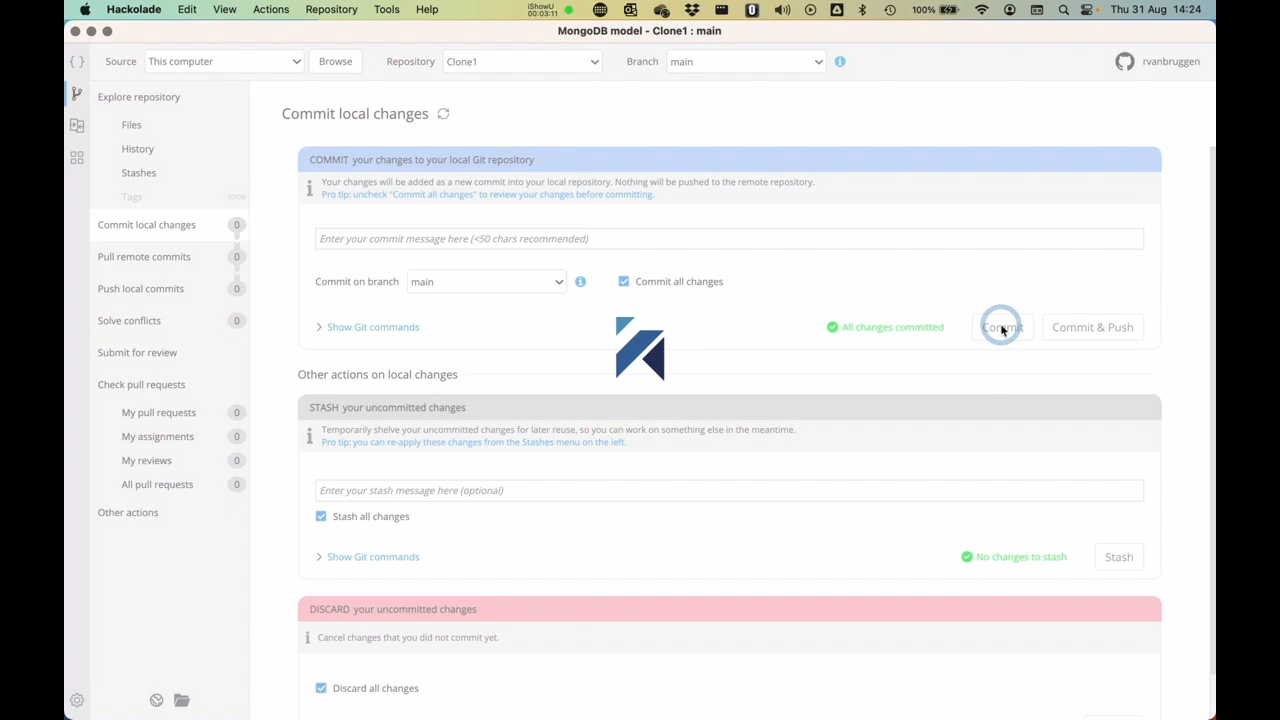 Hackolade Edit View Actions Repository Tools Help iShowU 00:03:11 100% Thu 31 Aug 14:24
MongoDB model - Clone1 : main
Source This computer Browse Repository Clone1 Branch main rvanbruggen
Explore repository
Files
History
Stashes
Tags SOON
Commit local changes 0
Pull remote commits 0
Push local commits 0
Solve conflicts 0
Submit for review
Check pull requests
My pull requests 0
My assignments 0
My reviews 0
All pull requests 0
Other actions
Commit local changes
COMMIT your changes to your local Git repository
Your changes will be added as a new commit into your local repository. Nothing will be pushed to the remote repository.
Pro tip: uncheck "Commit all changes" to review your changes before committing.
Enter your commit message here (<50 chars recommended)
Commit on branch main Commit all changes
Show Git commands All changes committed Commit Commit & Push
Other actions on local changes
STASH your uncommitted changes
Temporarily shelve your uncommitted changes for later reuse, so you can work on something else in the meantime.
Pro tip: you can re-apply these changes from the Stashes menu on the left.
Enter your stash message here (optional)
Stash all changes
Show Git commands No changes to stash Stash
DISCARD your uncommitted changes
Cancel changes that you did not commit yet.
Discard all changes